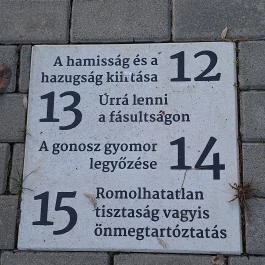 A hamisság és a
hazugság kiirtása 12
13 Úrrá lenni
a fásultságon
A gonosz gyomor
legyőzése 14
15 Romolhatatlan
tisztaság vagyis
önmegtartóztatás